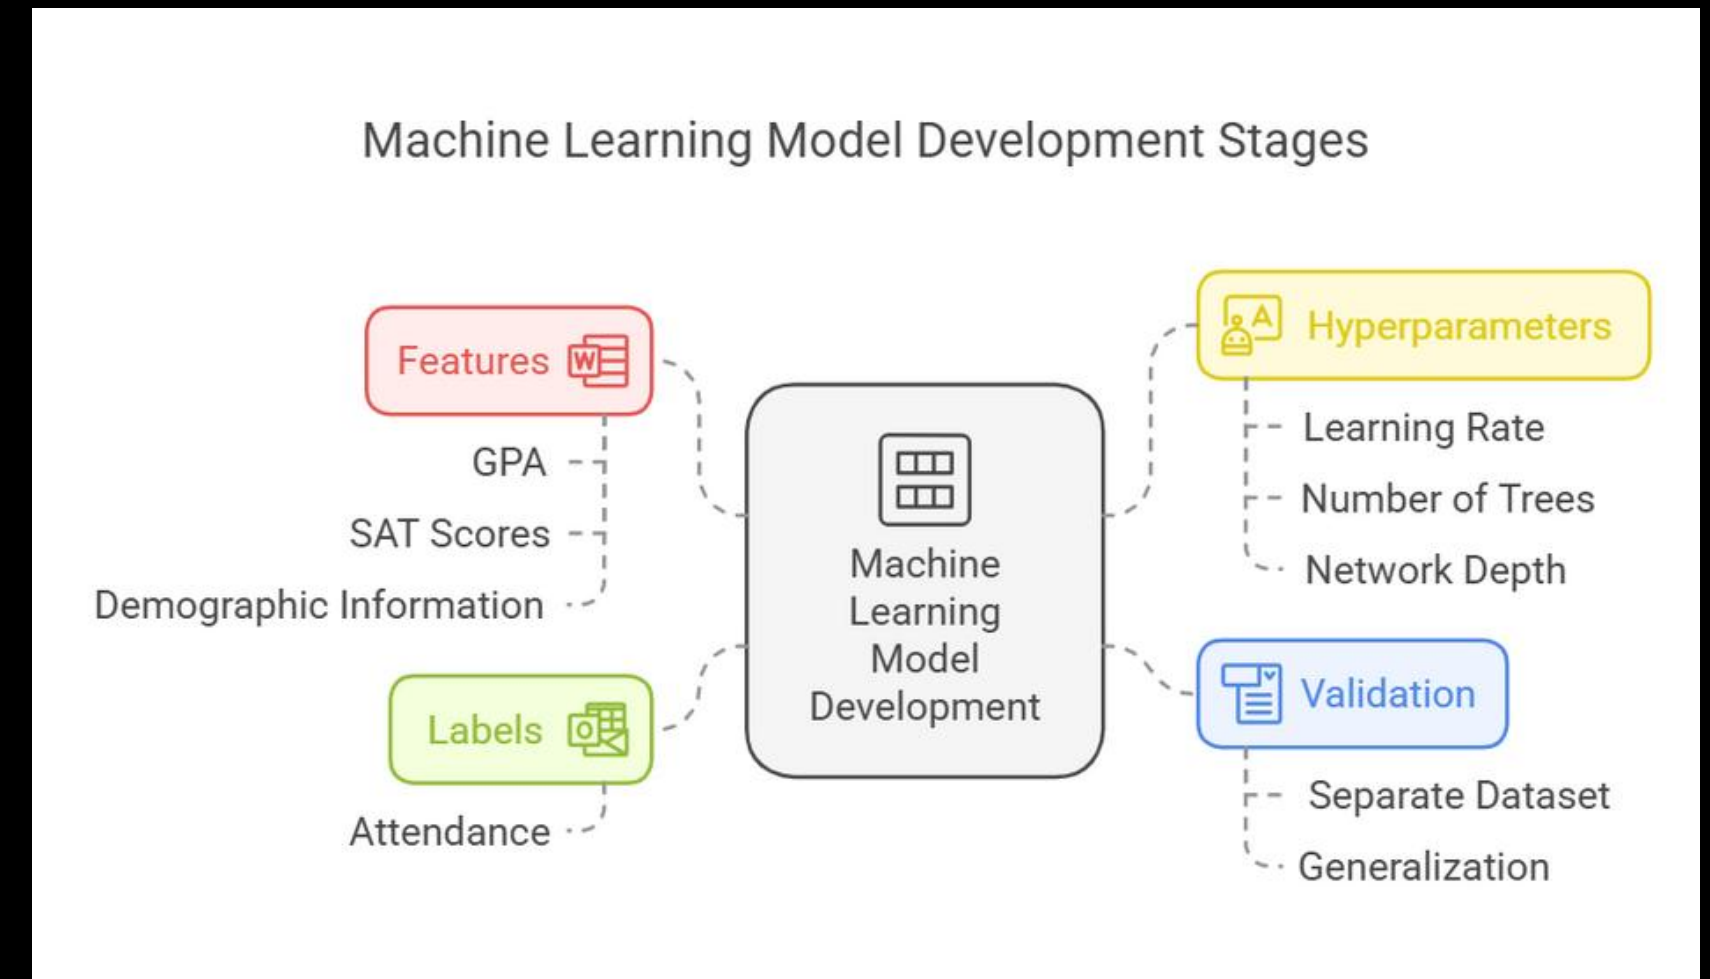 Machine Learning Model Development Stages
Features
W
GPA
SAT Scores
Demographic Information
Labels
O
Attendance
Machine
Learning
Model
Development
A
Hyperparameters
Learning Rate
Number of Trees
Network Depth
Validation
Separate Dataset
Generalization